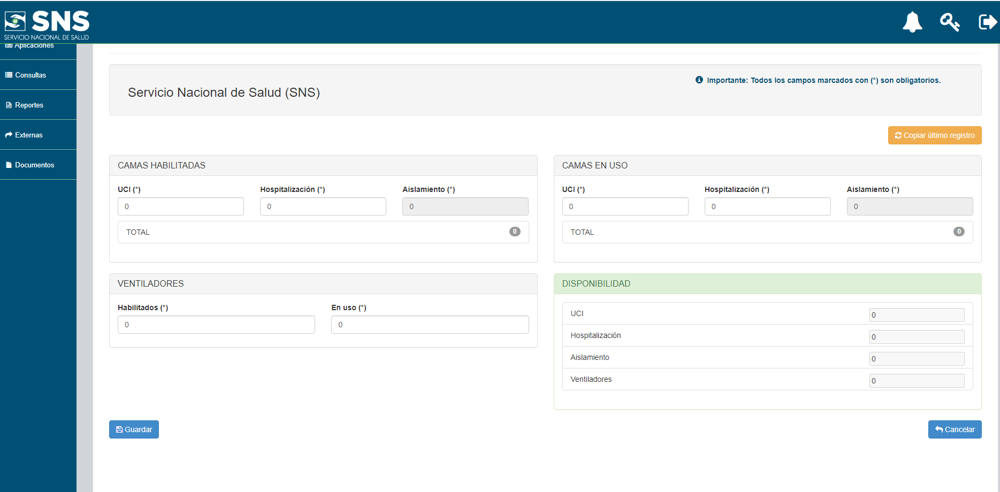 SNS
SERVICIO NACIONAL DE SALUD
Aplicaciones
Consultas
Reportes
Externas
Documentos
Importante: Todos los campos marcados con (*) son obligatorios.
Servicio Nacional de Salud (SNS)
Copiar último registro
CAMAS HABILITADAS
UCI (*) Hospitalización (*) Aislamiento (*)
0 0 0
TOTAL 0
CAMAS EN USO
UCI (*) Hospitalización (*) Aislamiento (*)
0 0 0
TOTAL 0
VENTILADORES
Habilitados (*) En uso (*)
0 0
DISPONIBILIDAD
UCI 0
Hospitalización 0
Aislamiento 0
Ventiladores 0
Guardar
Cancelar